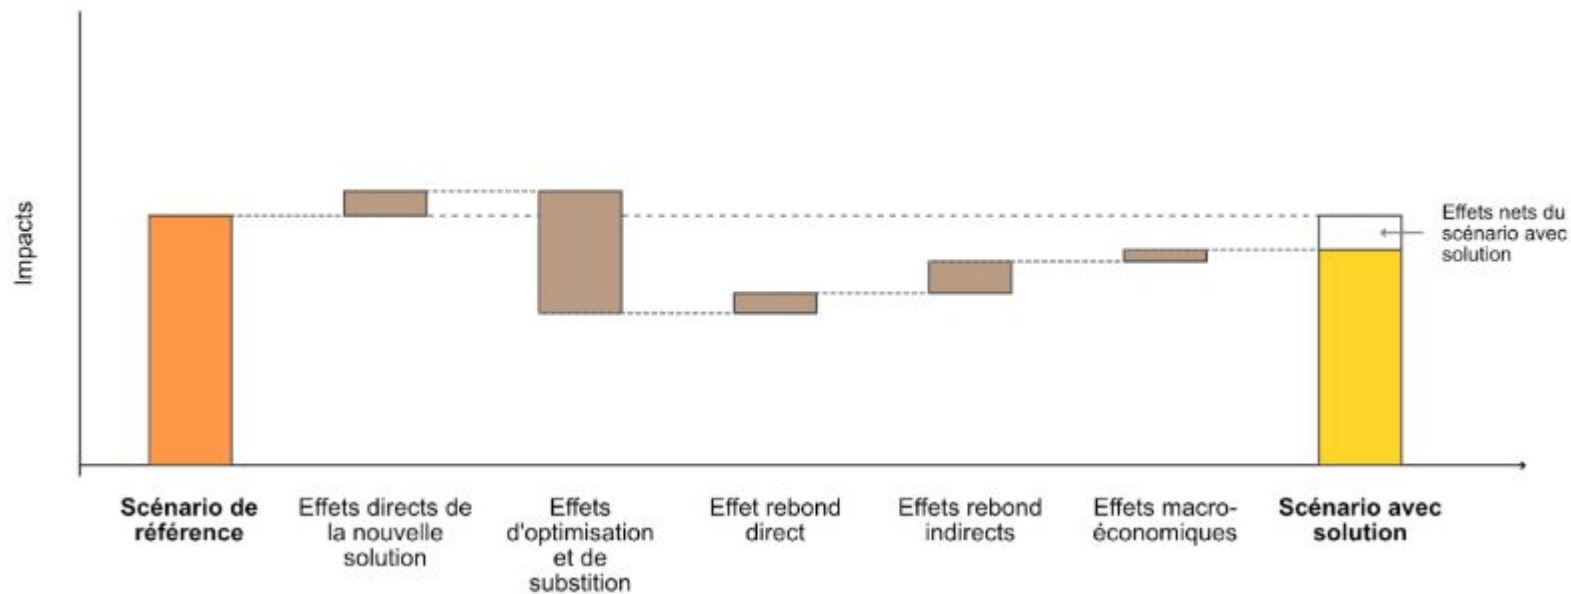 Impacts
Effets nets du
scénario avec
solution
Scénario de
référence
Effets directs de
la nouvelle
solution
Effets
d'optimisation
et de
substition
Effet rebond
direct
Effets rebond
indirects
Effets macro-
économiques
Scénario avec
solution